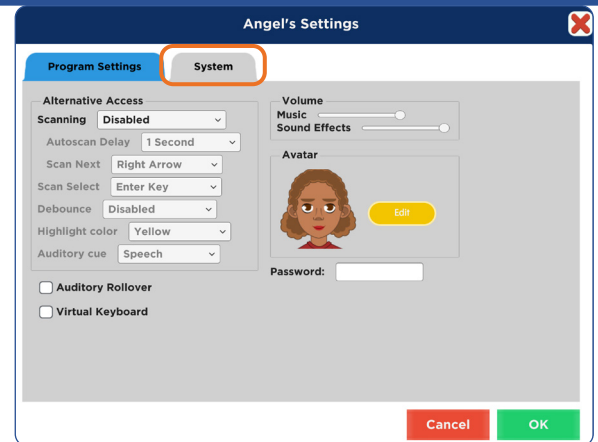 Angel's Settings
Program Settings
System
Alternative Access
Scanning Disabled
Autoscan Delay 1 Second
Scan Next Right Arrow
Scan Select Enter Key
Debounce Disabled
Highlight color Yellow
Auditory cue Speech
Auditory Rollover
Virtual Keyboard
Volume
Music
Sound Effects
Avatar
Edit
Password:
Cancel
OK